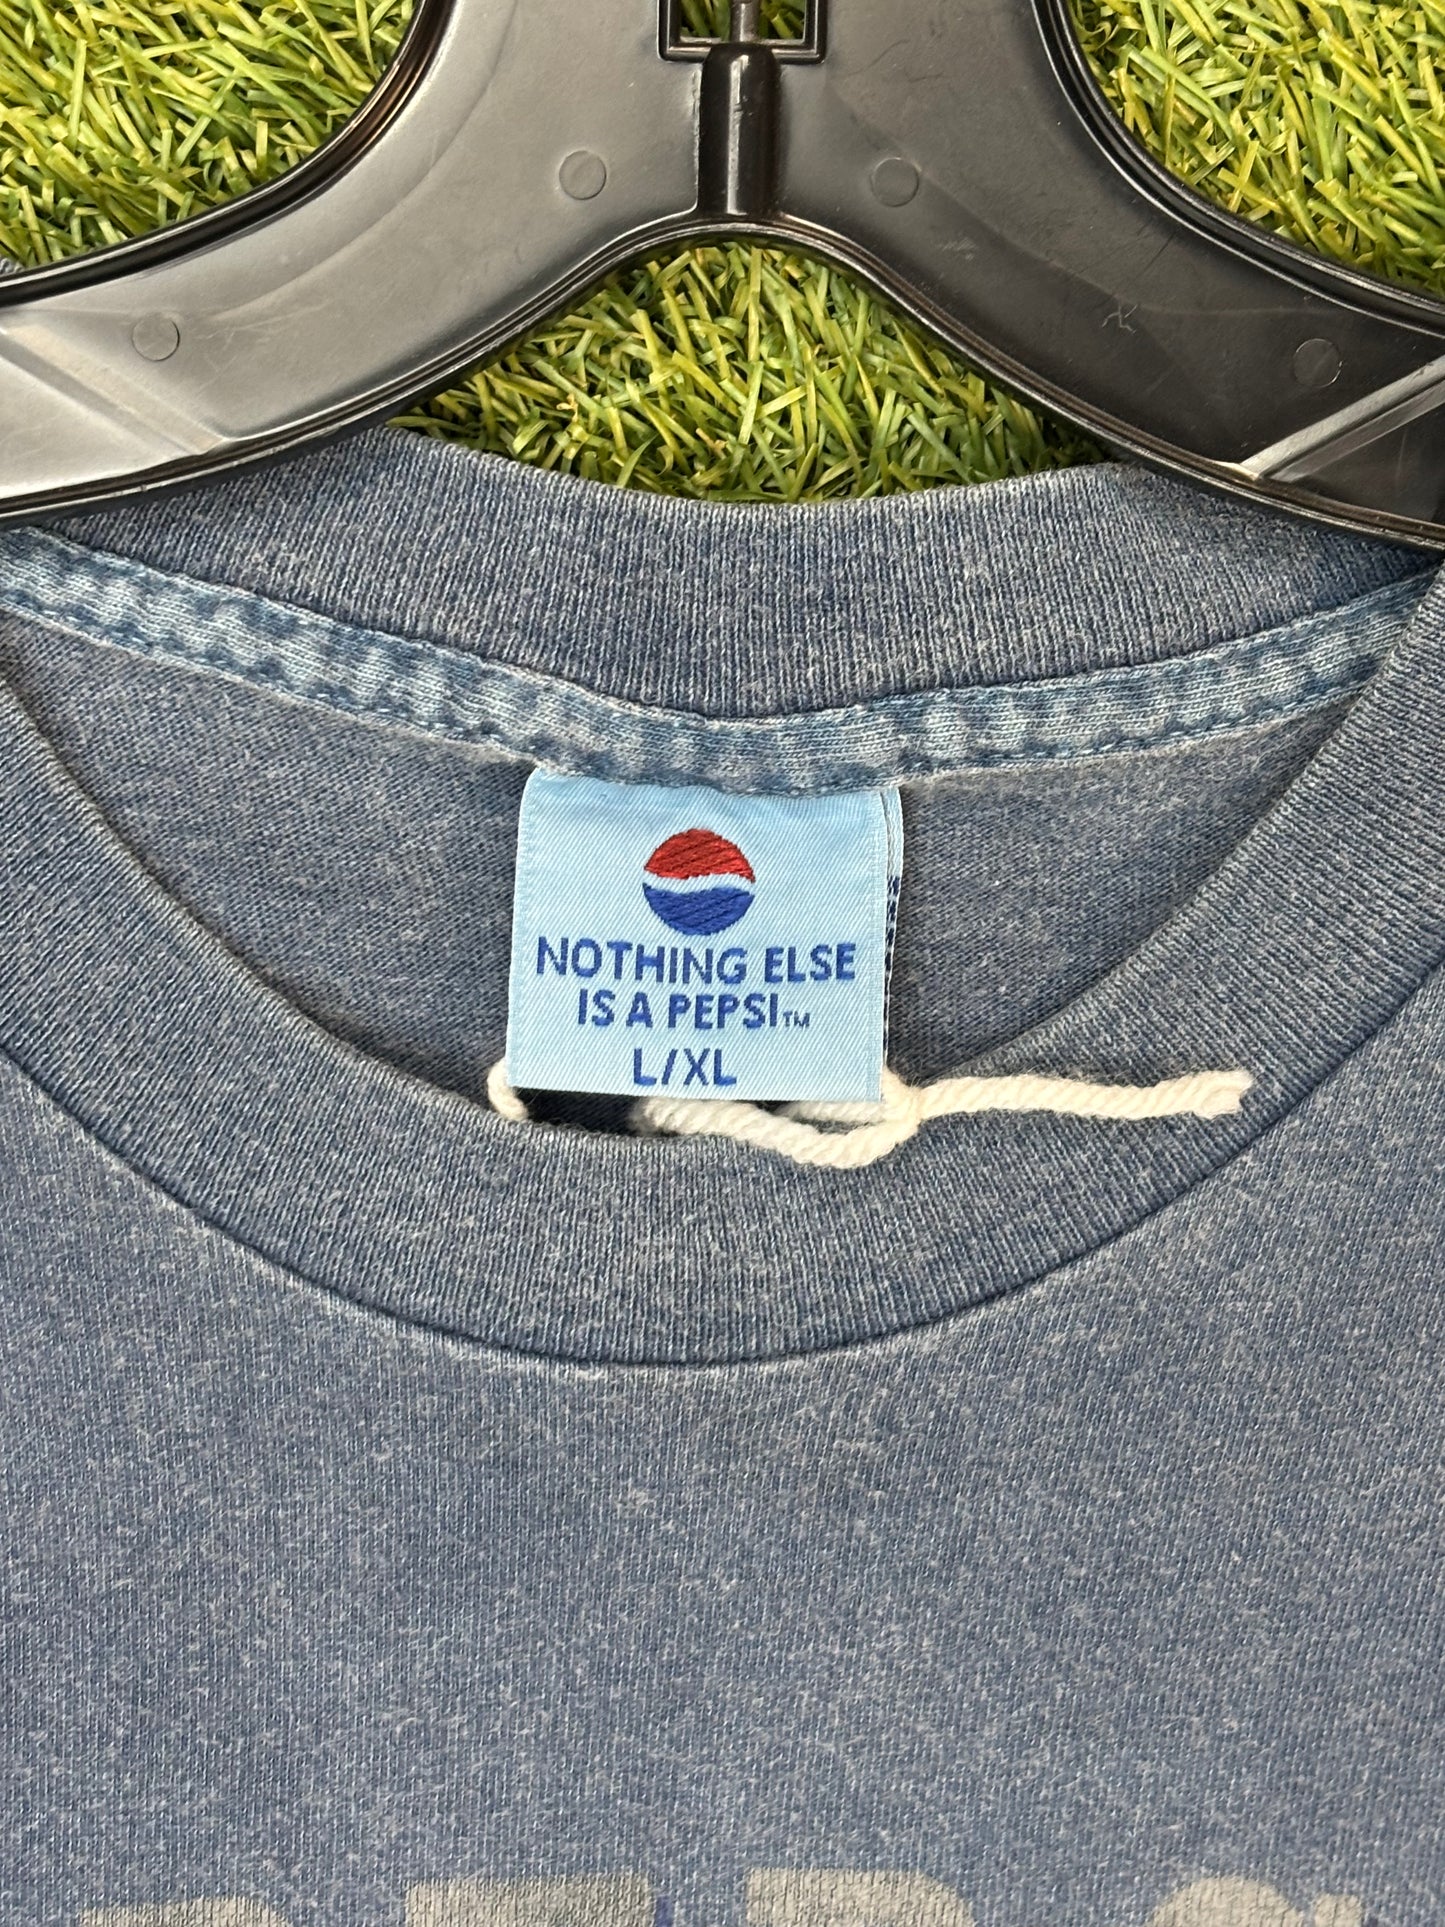 NOTHING ELSE
IS A PEPSI™
L/XL